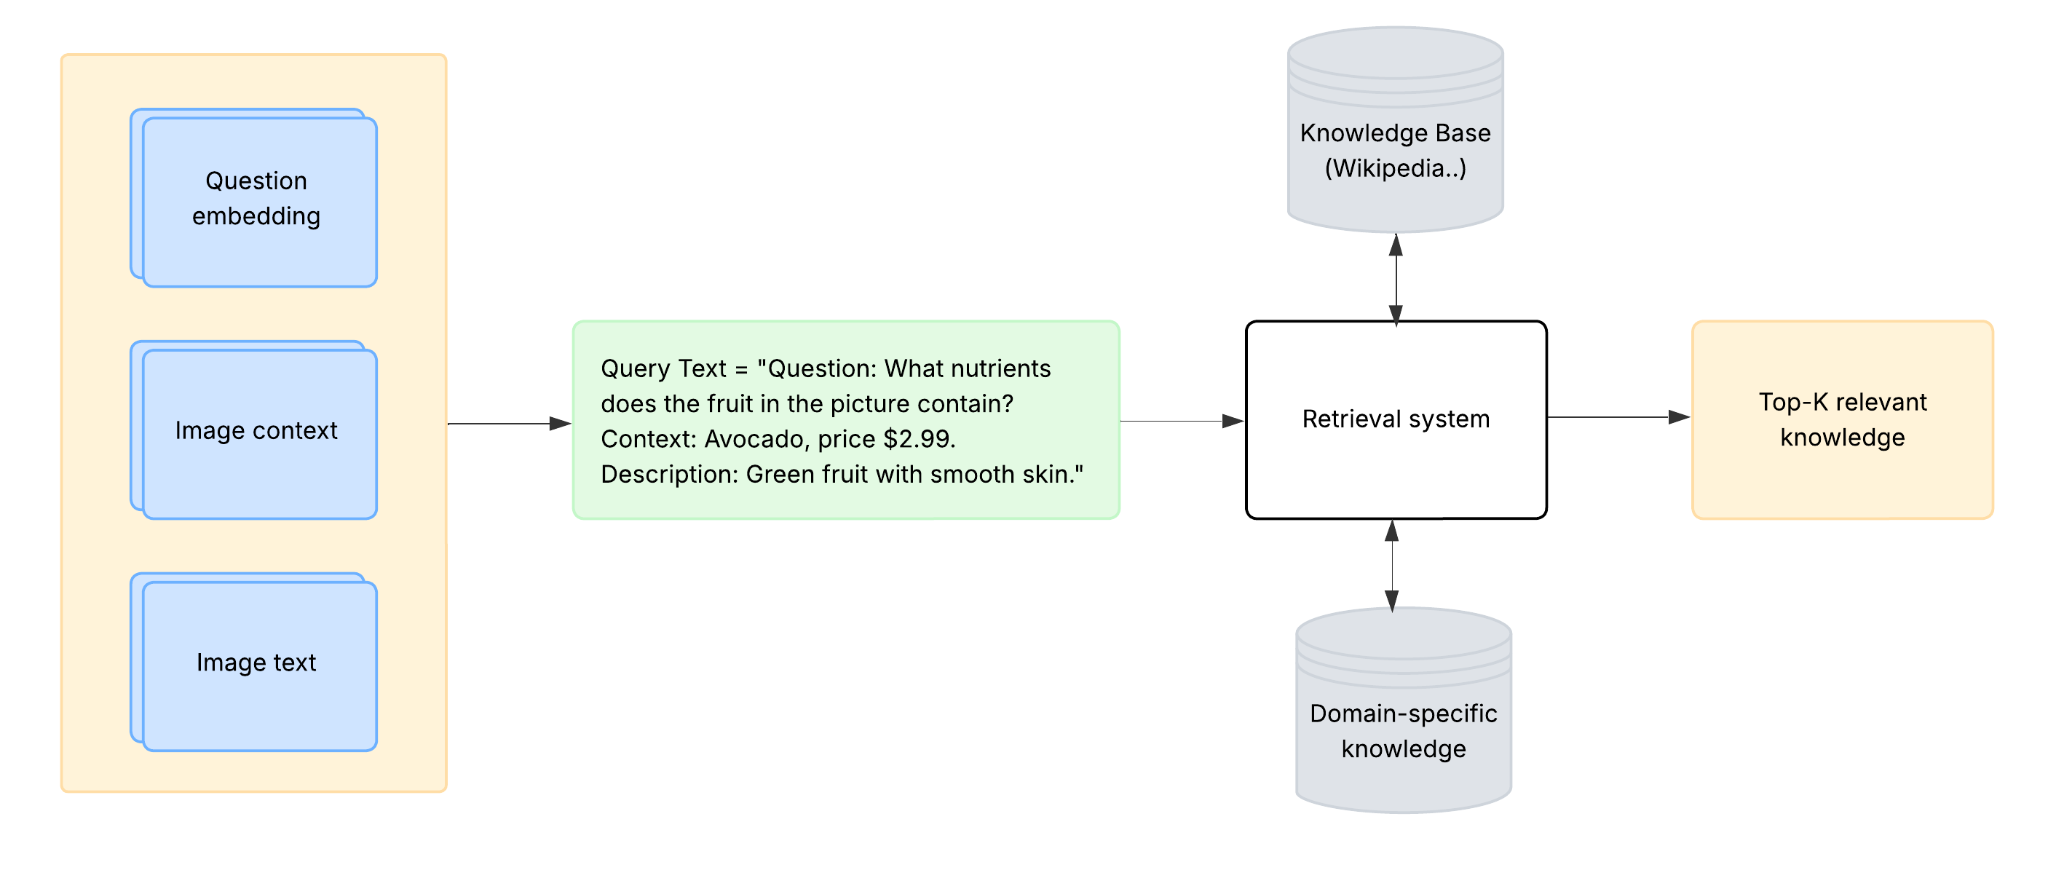 Question
embedding
Image context
Image text
Query Text = "Question: What nutrients
does the fruit in the picture contain?
Context: Avocado, price $2.99.
Description: Green fruit with smooth skin."
Knowledge Base
(Wikipedia..)
Retrieval system
Domain-specific
knowledge
Top-K relevant
knowledge